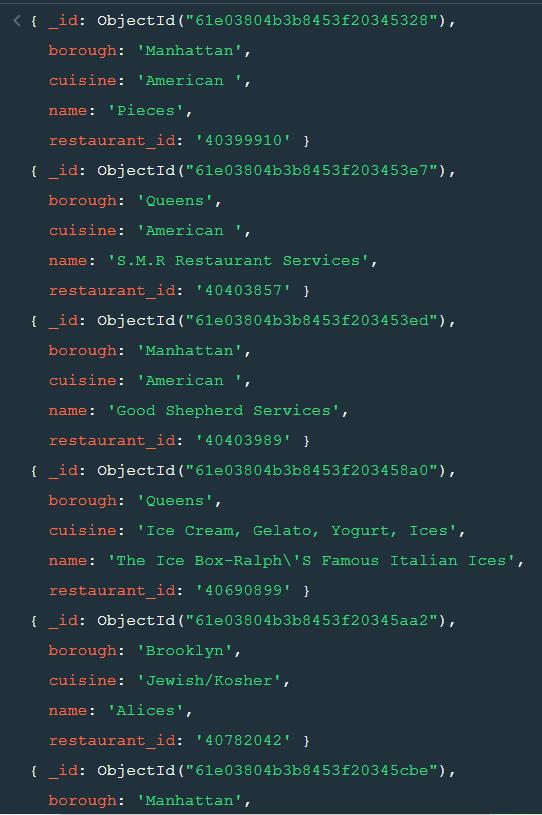 { _id: ObjectId("61e03804b3b8453f20345328"),
borough: 'Manhattan',
cuisine: 'American ',
name: 'Pieces',
restaurant_id: '40399910' }
{ _id: ObjectId("61e03804b3b8453f203453e7"),
borough: 'Queens',
cuisine: 'American ',
name: 'S.M.R Restaurant Services',
restaurant_id: '40403857' }
{ _id: ObjectId("61e03804b3b8453f203453ed"),
borough: 'Manhattan',
cuisine: 'American ',
name: 'Good Shepherd Services',
restaurant_id: '40403989' }
{ _id: ObjectId("61e03804b3b8453f203458a0"),
borough: 'Queens',
cuisine: 'Ice Cream, Gelato, Yogurt, Ices',
name: 'The Ice Box-Ralph\'S Famous Italian Ices',
restaurant_id: '40690899' }
{ _id: ObjectId("61e03804b3b8453f20345aa2"),
borough: 'Brooklyn',
cuisine: 'Jewish/Kosher',
name: 'Alices',
restaurant_id: '40782042' }
{ _id: ObjectId("61e03804b3b8453f20345cbe"),
borough: 'Manhattan',